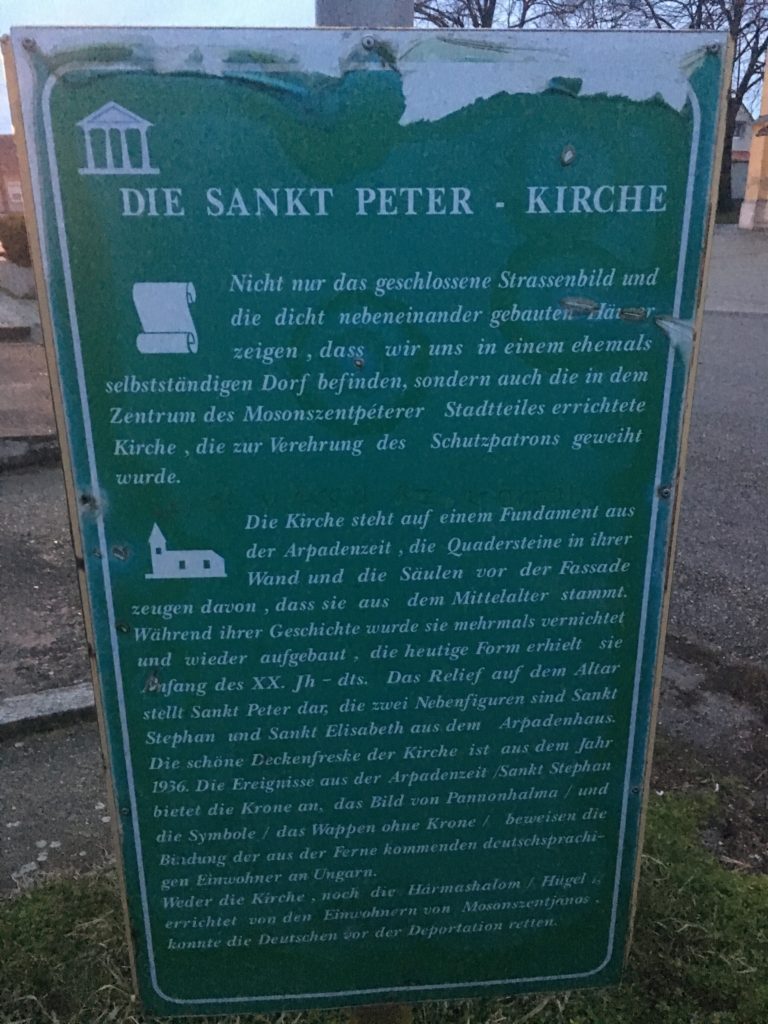 DIE SANKT PETER - KIRCHE
Nicht nur das geschlossene Strassenbild und
die dicht nebeneinander gebauten Häuser
zeigen , dass wir uns in einem ehemals
selbstständigen Dorf befinden, sondern auch die in dem
Zentrum des Mosonszentpéterer Stadtteiles errichtete
Kirche , die zur Verehrung des Schutzpatrons geweiht
wurde.
Die Kirche steht auf einem Fundament aus
der Arpadenzeit , die Quadersteine in ihrer
Wand und die Säulen vor der Fassade
zeugen davon , dass sie aus dem Mittelalter stammt.
Während ihrer Geschichte wurde sie mehrmals vernichtet
und wieder aufgebaut , die heutige Form erhielt sie
Anfang des XX. Jh - dts. Das Relief auf dem Altar
stellt Sankt Peter dar, die zwei Nebenfiguren sind Sankt
Stephan und Sankt Elisabeth aus dem Arpadenhaus.
Die schöne Deckenfreske der Kirche ist aus dem Jahr
1936. Die Ereignisse aus der Arpadenzeit /Sankt Stephan
bietet die Krone an, das Bild von Pannonhalma / und
die Symbole / das Wappen ohne Krone / beweisen die
Bindung der aus der Ferne kommenden deutschsprachi-
gen Einwohner an Ungarn.
Weder die Kirche , noch die Hármashalom / Hügel /,
errichtet von den Einwohnern von Mosonszentjános ,
konnte die Deutschen vor der Deportation retten.